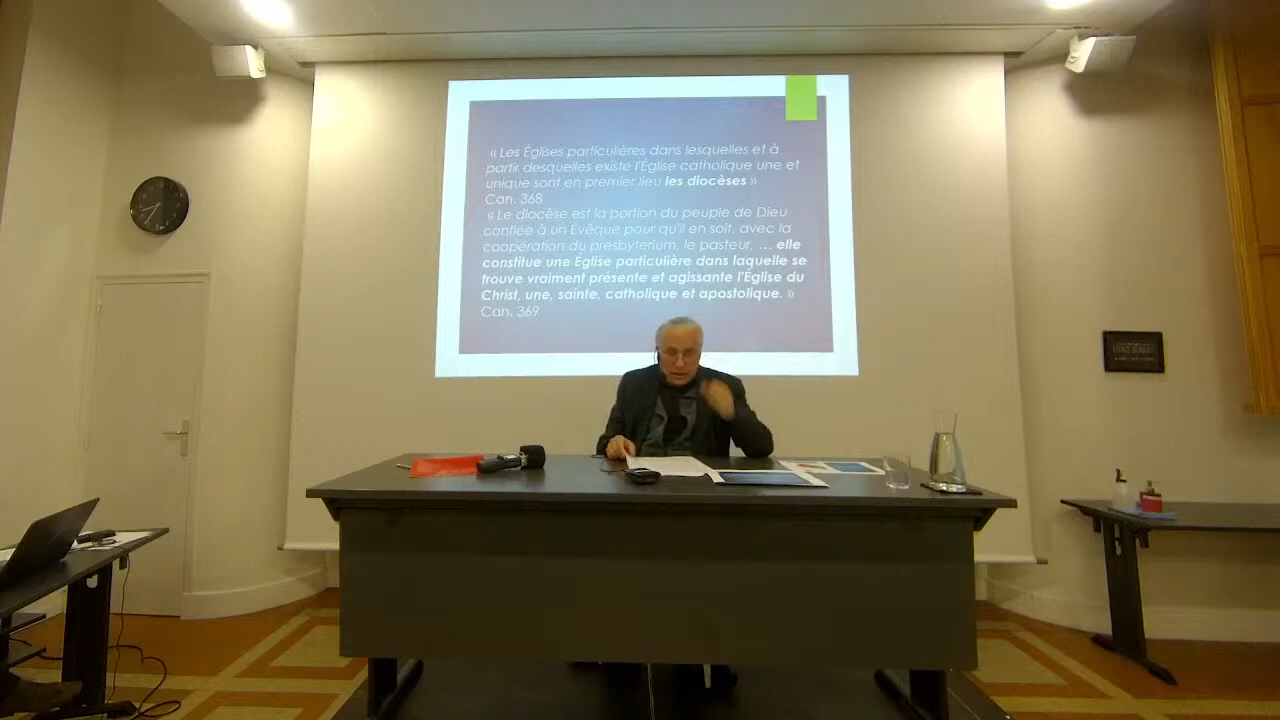 « Les Églises particulières dans lesquelles et à
partir desquelles existe l'Église catholique une et
unique sont en premier lieu les diocèses »
Can. 368
« Le diocèse est la portion du peuple de Dieu
confiée à un Evêque pour qu'il en soit, avec la
coopération du presbyterium, le pasteur, … elle
constitue une Église particulière dans laquelle se
trouve vraiment présente et agissante l'Église du
Christ, une, sainte, catholique et apostolique. »
Can. 369